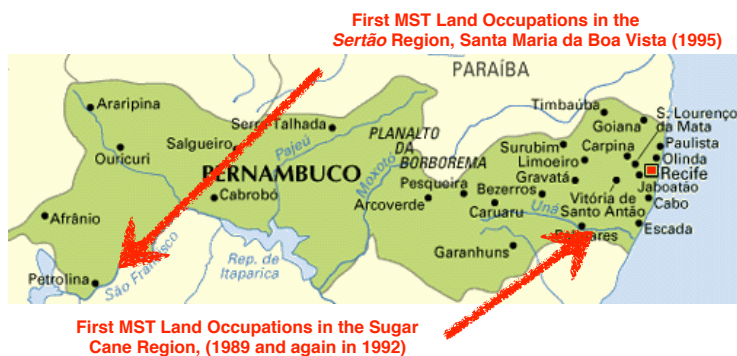 First MST Land Occupations in the
Sertão Region, Santa Maria da Boa Vista (1995)
PARAÍBA
Araripina
Timbaúba
Goiana
S. Lourenço
da Mata
Serra Talhada
Salgueiro
Ouricuri
Pajeú
PLANALTO
DA
BORBOREMA
Surubim
Carpina
Paulista
Limoeiro
Olinda
Gravatá
Recife
PERNAMBUCO
Moxotó
Pesqueira
Bezerros
Jaboatão
Cabrobó
Arcoverde
Caruaru
Vitória de
Santo Antão
Cabo
Afrânio
Una
Escada
Palmares
Garanhuns
Petrolina
São Francisco
Rep. de
Itaparica
First MST Land Occupations in the Sugar
Cane Region, (1989 and again in 1992)